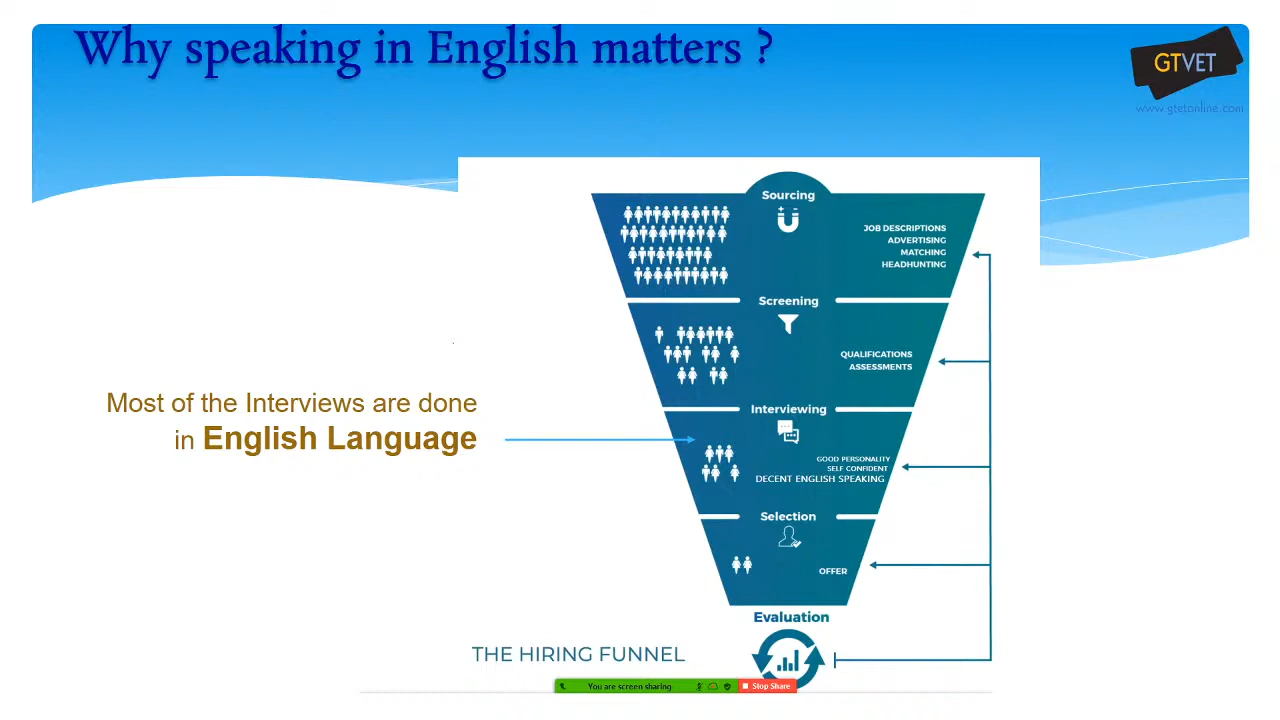 Why speaking in English matters ?
GTVET
www.gtetonline.com
Sourcing
JOB DESCRIPTIONS
ADVERTISING
MATCHING
HEADHUNTING
Screening
QUALIFICATIONS
ASSESSMENTS
Most of the Interviews are done
in English Language
Interviewing
GOOD PERSONALITY
SELF CONFIDENT
DECENT ENGLISH SPEAKING
Selection
OFFER
Evaluation
THE HIRING FUNNEL
You are screen sharing
Stop Share